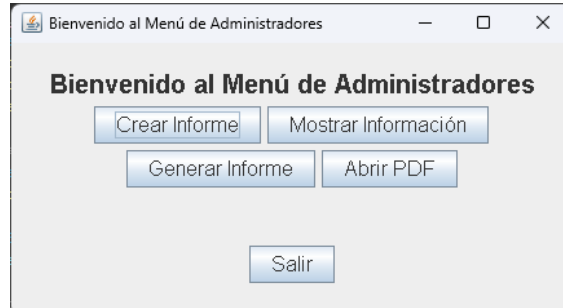 Bienvenido al Menú de Administradores
Bienvenido al Menú de Administradores
Crear Informe Mostrar Información
Generar Informe Abrir PDF
Salir